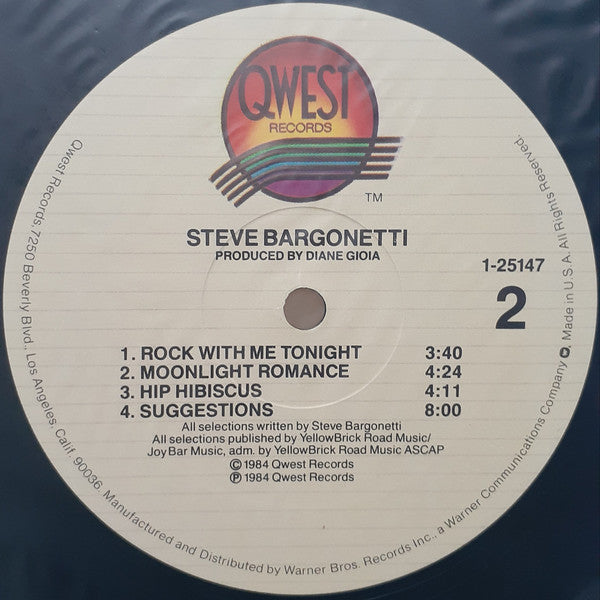 QWEST
RECORDS
TM
STEVE BARGONETTI
PRODUCED BY DIANE GIOIA
1-25147
2
1. ROCK WITH ME TONIGHT 3:40
2. MOONLIGHT ROMANCE 4:24
3. HIP HIBISCUS 4:11
4. SUGGESTIONS 8:00
All selections written by Steve Bargonetti
All selections published by YellowBrick Road Music/
Joy Bar Music, adm. by YellowBrick Road Music ASCAP
© 1984 Qwest Records
℗ 1984 Qwest Records
Qwest Records, 7250 Beverly Blvd., Los Angeles, Calif. 90036. Manufactured and Distributed by Warner Bros. Records Inc., a Warner Communications Company. Made in U.S.A. All Rights Reserved.